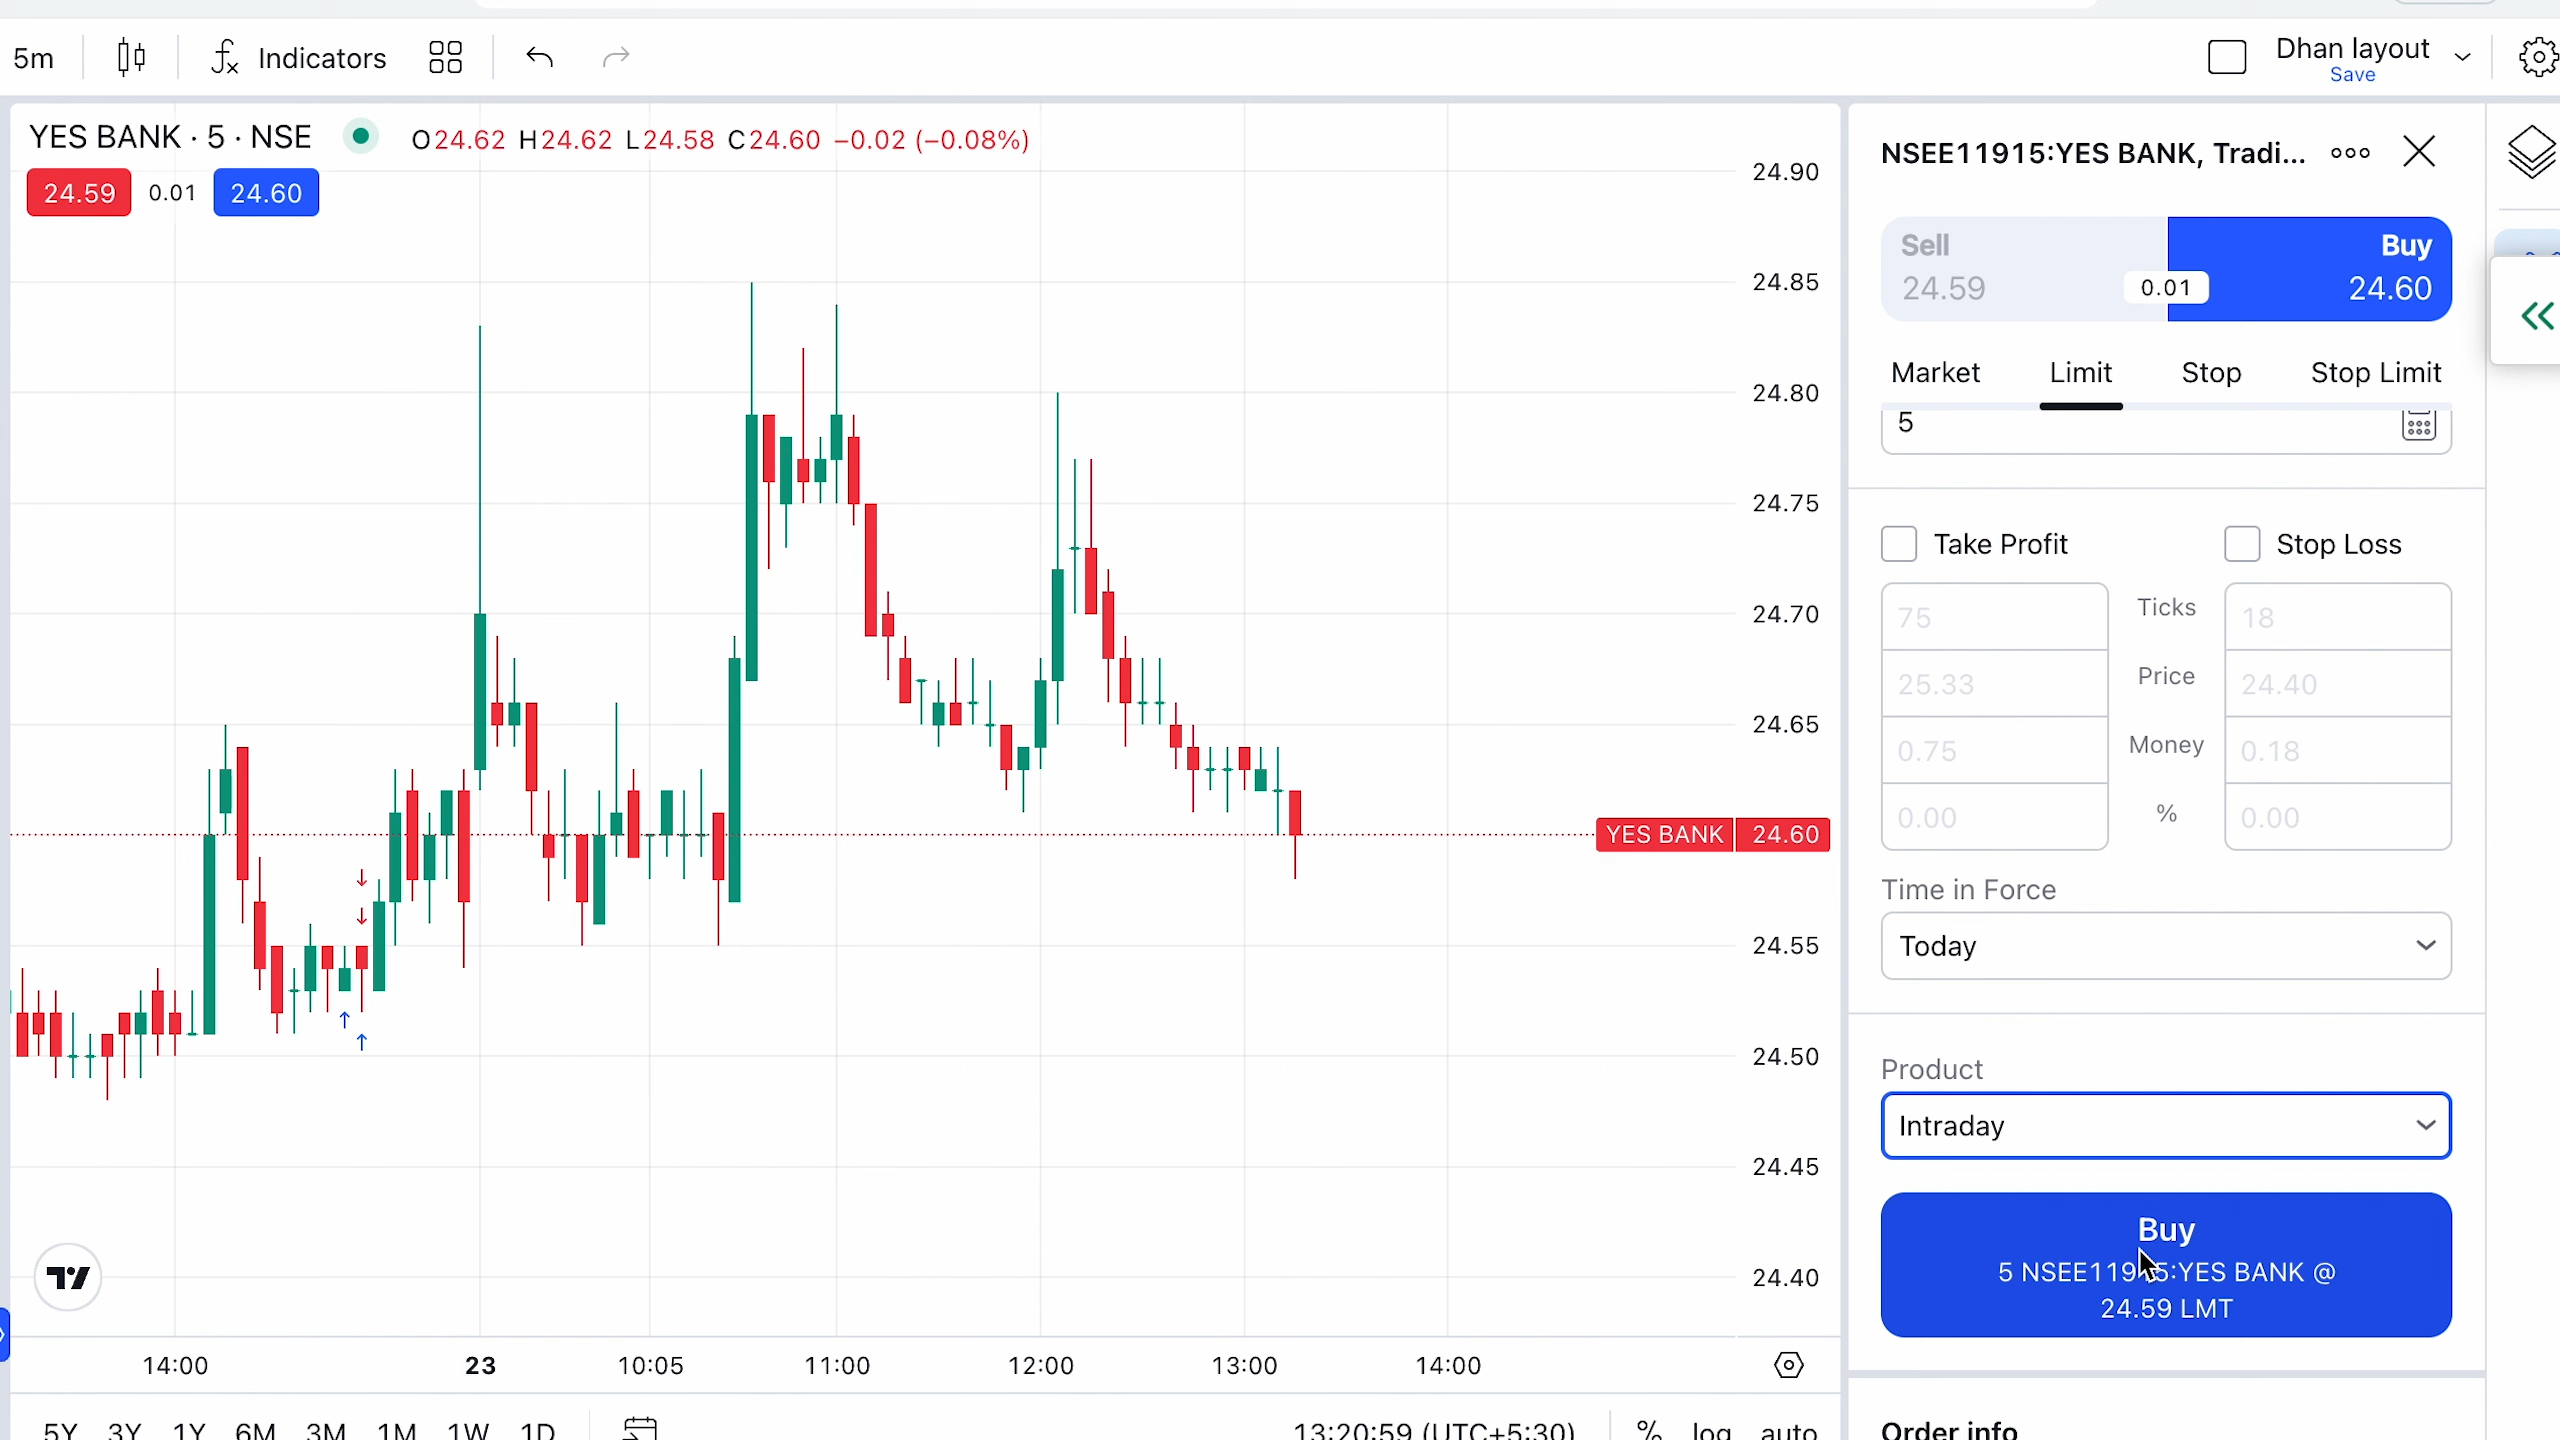 5m
Indicators
Dhan layout
Save
YES BANK · 5 · NSE
O24.62 H24.62 L24.58 C24.60 −0.02 (−0.08%)
24.59 0.01 24.60
24.90
24.85
24.80
24.75
24.70
24.65
YES BANK 24.60
24.55
24.50
24.45
24.40
14:00 23 10:05 11:00 12:00 13:00 14:00
5Y 3Y 1Y 6M 3M 1M 1W 1D
13:20:59 (UTC+5:30) % log auto
NSEE11915:YES BANK, Tradi...
Sell Buy
24.59 0.01 24.60
Market Limit Stop Stop Limit
5
Take Profit Stop Loss
75 Ticks 18
25.33 Price 24.40
0.75 Money 0.18
0.00 % 0.00
Time in Force
Today
Product
Intraday
Buy
5 NSEE11915:YES BANK @
24.59 LMT
Order info